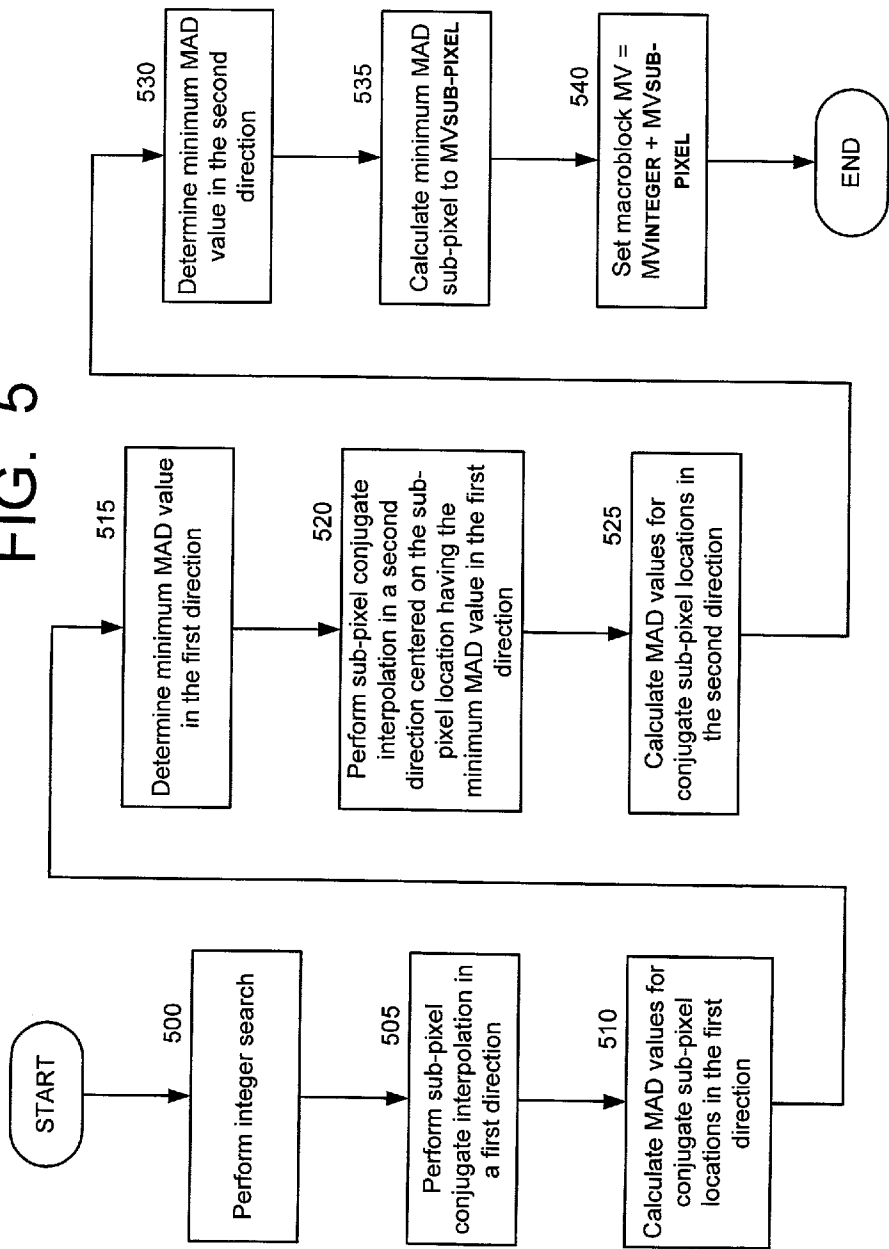 FIG. 5
START
500
Perform integer search
505
Perform sub-pixel
conjugate interpolation in
a first direction
510
Calculate MAD values for
conjugate sub-pixel
locations in the first
direction
515
Determine minimum MAD value
in the first direction
520
Perform sub-pixel conjugate
interpolation in a second
direction centered on the sub-
pixel location having the
minimum MAD value in the first
direction
525
Calculate MAD values for
conjugate sub-pixel locations in
the second direction
530
Determine minimum MAD
value in the second
direction
535
Calculate minimum MAD
sub-pixel to MVSUB-PIXEL
540
Set macroblock MV =
MVINTEGER + MVSUB-
PIXEL
END